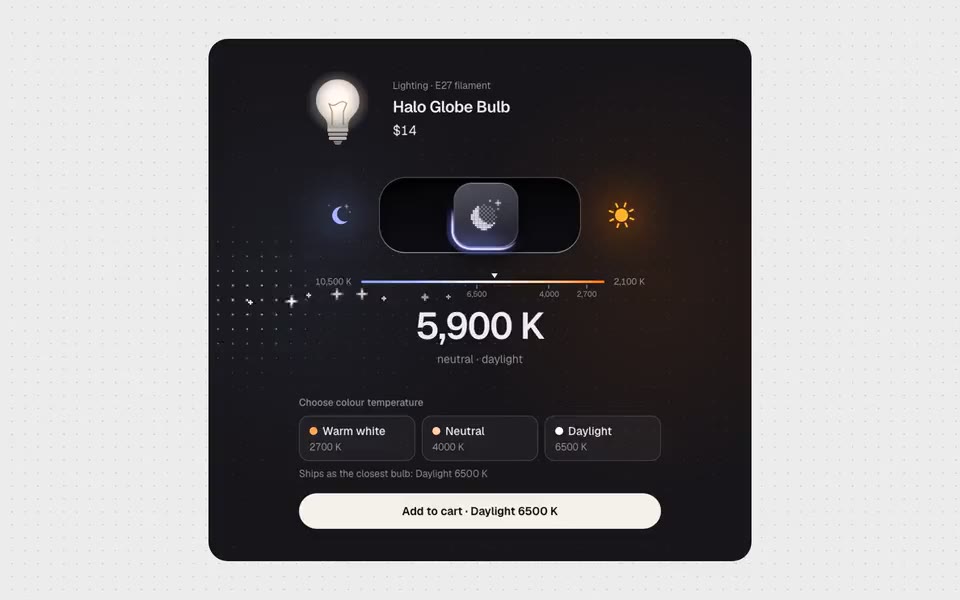 Lighting · E27 filament
Halo Globe Bulb
$14
10,500 K
2,100 K
6,500
4,000
2,700
5,900 K
neutral · daylight
Choose colour temperature
Warm white
2700 K
Neutral
4000 K
Daylight
6500 K
Ships as the closest bulb: Daylight 6500 K
Add to cart · Daylight 6500 K